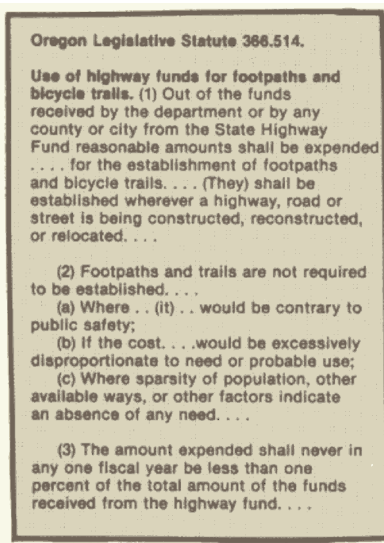 Oregon Legislative Statute 366.514.
Use of highway funds for footpaths and
bicycle trails. (1) Out of the funds
received by the department or by any
county or city from the State Highway
Fund reasonable amounts shall be expended
. . . . for the establishment of footpaths
and bicycle trails. . . . (They) shall be
established wherever a highway, road or
street is being constructed, reconstructed,
or relocated. . . .
(2) Footpaths and trails are not required
to be established. . . .
(a) Where . . (it) . . would be contrary to
public safety;
(b) If the cost. . . .would be excessively
disproportionate to need or probable use;
(c) Where sparsity of population, other
available ways, or other factors indicate
an absence of any need. . . .
(3) The amount expended shall never in
any one fiscal year be less than one
percent of the total amount of the funds
received from the highway fund. . . .